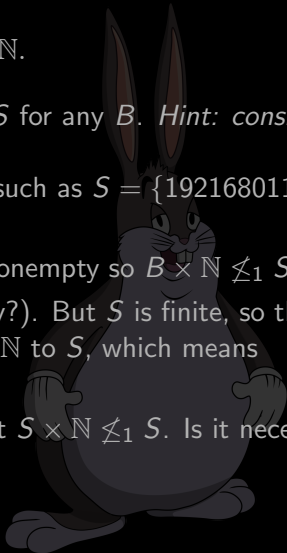 N.
S for any B. Hint: cons
such as S = {19216801
onempty so B × ℕ ≰₁ S
y?). But S is finite, so t
ℕ to S, which means
t S × ℕ ≰₁ S. Is it nece